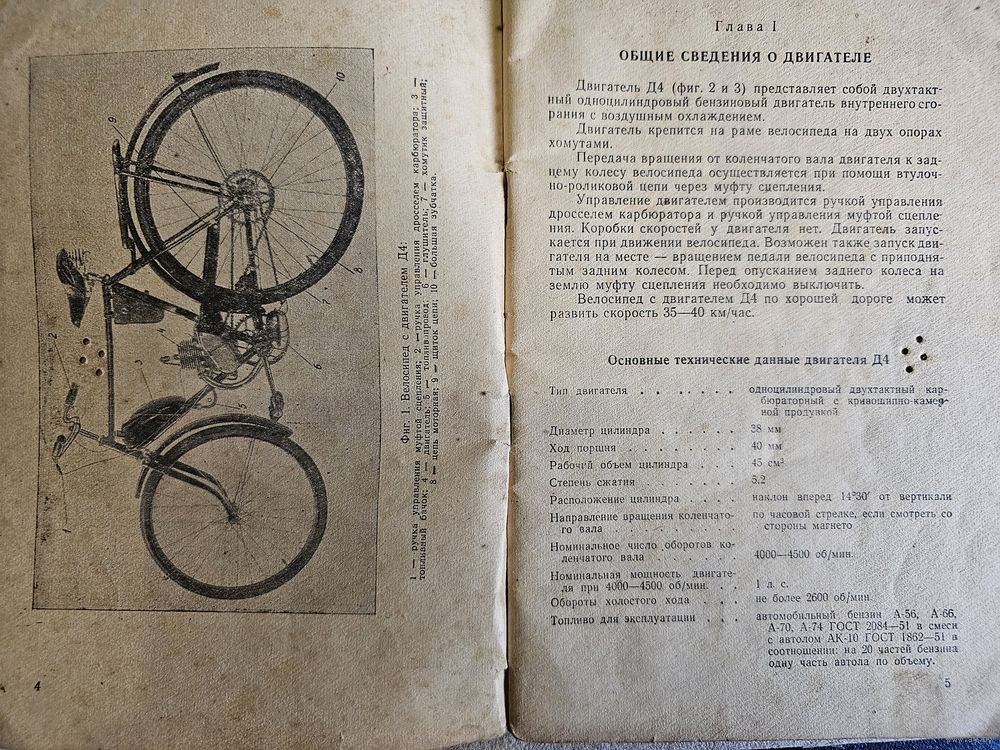 Фиг. 1. Велосипед с двигателем Д4:
1 — ручка управления муфтой сцепления; 2 — ручка управления дросселем карбюратора; 3 —
топливный бачок; 4 — двигатель; 5 — топливопровод; 6 — глушитель; 7 — хомутик защитный;
8 — цепь моторная; 9 — щиток цепи; 10 — большая зубчатка.
1
2
3
4
5
6
7
8
9
10
4
Глава I
ОБЩИЕ СВЕДЕНИЯ О ДВИГАТЕЛЕ
Двигатель Д4 (фиг. 2 и 3) представляет собой двухтакт-
ный одноцилиндровый бензиновый двигатель внутреннего сго-
рания с воздушным охлаждением.
Двигатель крепится на раме велосипеда на двух опорах
хомутами.
Передача вращения от коленчатого вала двигателя к зад-
нему колесу велосипеда осуществляется при помощи втулоч-
но-роликовой цепи через муфту сцепления.
Управление двигателем производится ручкой управления
дросселем карбюратора и ручкой управления муфтой сцепле-
ния. Коробки скоростей у двигателя нет. Двигатель запус-
кается при движении велосипеда. Возможен также запуск дви-
гателя на месте — вращением педали велосипеда с приподня-
тым задним колесом. Перед опусканием заднего колеса на
землю муфту сцепления необходимо выключить.
Велосипед с двигателем Д4 по хорошей дороге может
развить скорость 35—40 км/час.
Основные технические данные двигателя Д4
Тип двигателя . . . . . . одноцилиндровый двухтактный кар-
бюраторный с кривошипно-камер-
ной продувкой
Диаметр цилиндра . . . . . 38 мм
Ход поршня . . . . . 40 мм
Рабочий объем цилиндра . . . 45 см³
Степень сжатия . . . . . 5.2
Расположение цилиндра . . . . наклон вперед 14°30′ от вертикали
Направление вращения коленчато- по часовой стрелке, если смотреть со
го вала . . . . . . . . стороны магнето
Номинальное число оборотов ко-
ленчатого вала . . . . . . 4000—4500 об/мин.
Номинальная мощность двигате-
ля при 4000—4500 об/мин. . . 1 л. с.
Обороты холостого хода . . . не более 2600 об/мин.
Топливо для эксплуатации . . . автомобильный бензин А-56, А-66,
А-70, А-74 ГОСТ 2084—51 в смеси
с автолом АК-10 ГОСТ 1862—51 в
соотношении: на 20 частей бензина
одну часть автола по объему.
5